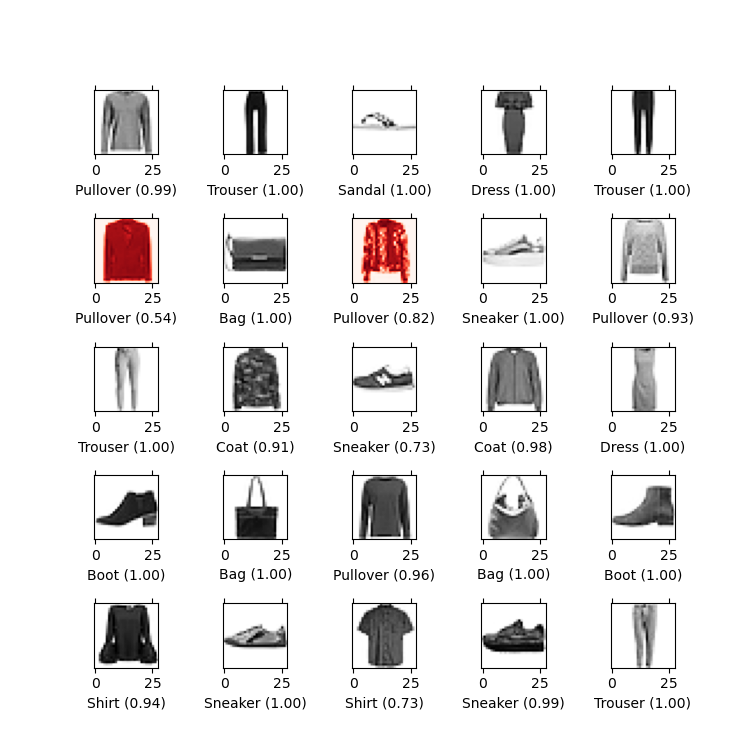 0 25 0 25 0 25 0 25 0 25
Pullover (0.99) Trouser (1.00) Sandal (1.00) Dress (1.00) Trouser (1.00)
0 25 0 25 0 25 0 25 0 25
Pullover (0.54) Bag (1.00) Pullover (0.82) Sneaker (1.00) Pullover (0.93)
0 25 0 25 0 25 0 25 0 25
Trouser (1.00) Coat (0.91) Sneaker (0.73) Coat (0.98) Dress (1.00)
0 25 0 25 0 25 0 25 0 25
Boot (1.00) Bag (1.00) Pullover (0.96) Bag (1.00) Boot (1.00)
0 25 0 25 0 25 0 25 0 25
Shirt (0.94) Sneaker (1.00) Shirt (0.73) Sneaker (0.99) Trouser (1.00)